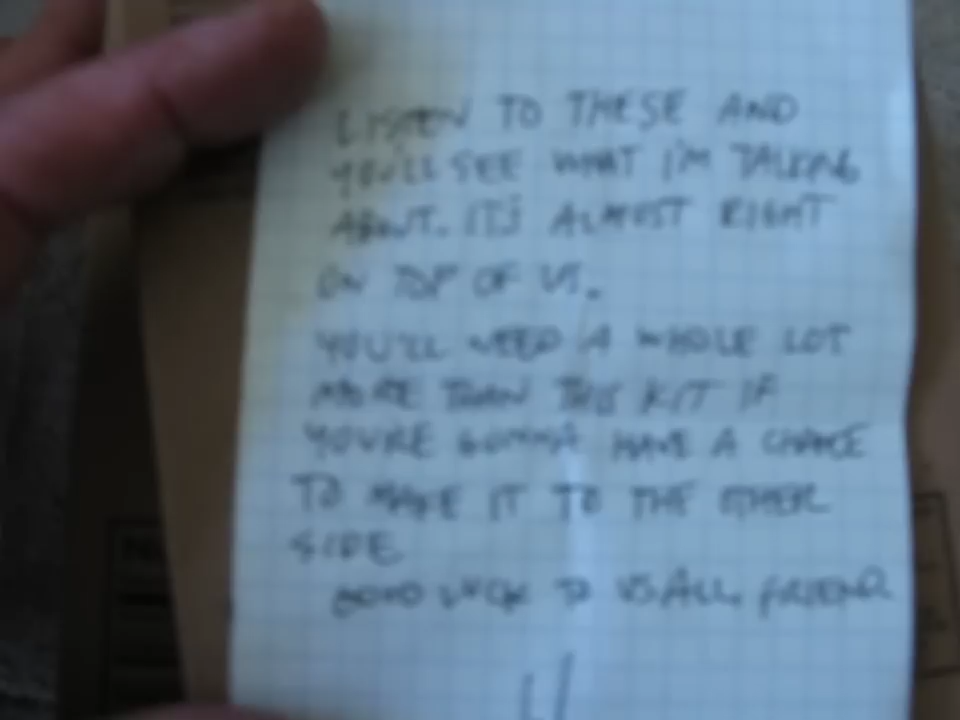 LISTEN TO THESE AND
YOU'LL SEE WHAT I'M TALKING
ABOUT. IT'S ALMOST RIGHT
ON TOP OF US.
YOU'LL NEED A WHOLE LOT
MORE THAN THIS KIT IF
YOU'RE GONNA HAVE A CHANCE
TO MAKE IT TO THE OTHER
SIDE
GOOD LUCK TO US ALL, FRIEND